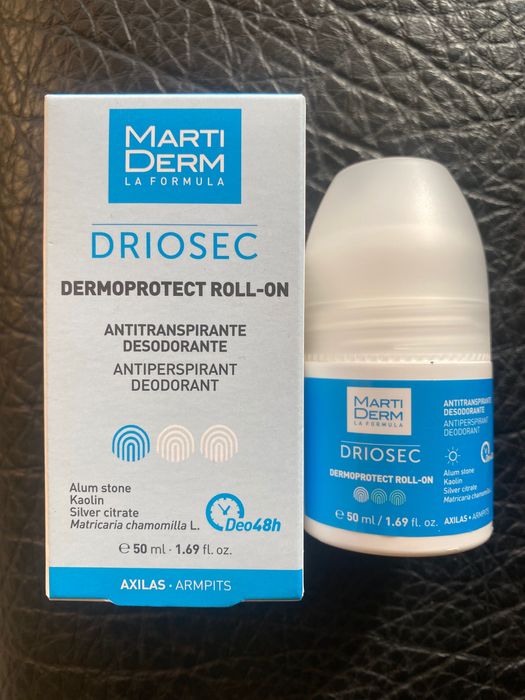 MARTI
DERM
LA FORMULA
DRIOSEC
DERMOPROTECT ROLL-ON
ANTITRANSPIRANTE
DESODORANTE
ANTIPERSPIRANT
DEODORANT
Alum stone
Kaolin
Silver citrate
Matricaria chamomilla L.
Deo48h
℮ 50 ml · 1.69 fl. oz.
AXILAS · ARMPITS
MARTI
DERM
LA FORMULA
DRIOSEC
DERMOPROTECT ROLL-ON
℮ 50 ml / 1.69 fl. oz.
ANTITRANSPIRANTE
DESODORANTE
ANTIPERSPIRANT
DEODORANT
Alum stone
Kaolin
Silver citrate
Matricaria chamomilla L.
AXILAS · ARMPITS